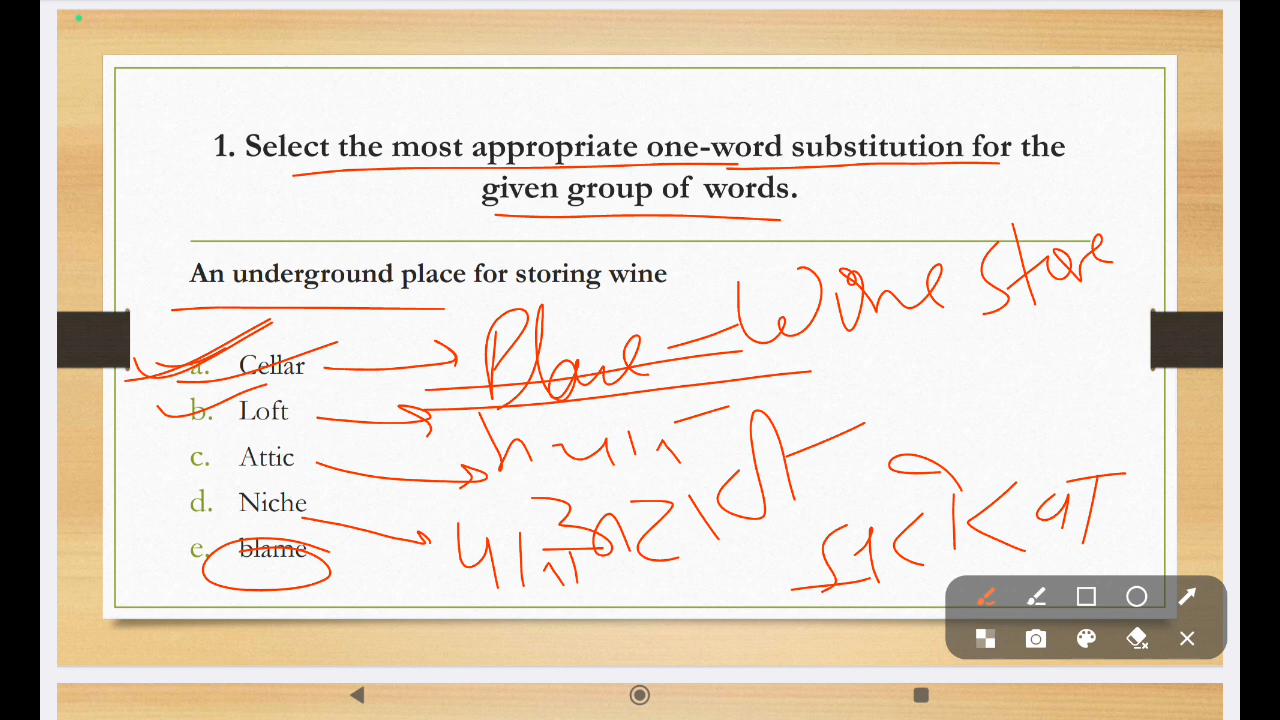 1. Select the most appropriate one-word substitution for the
given group of words.
An underground place for storing wine
Wine Store
a. Cellar
Place
b. Loft
c. Attic
d. Niche
e. blame